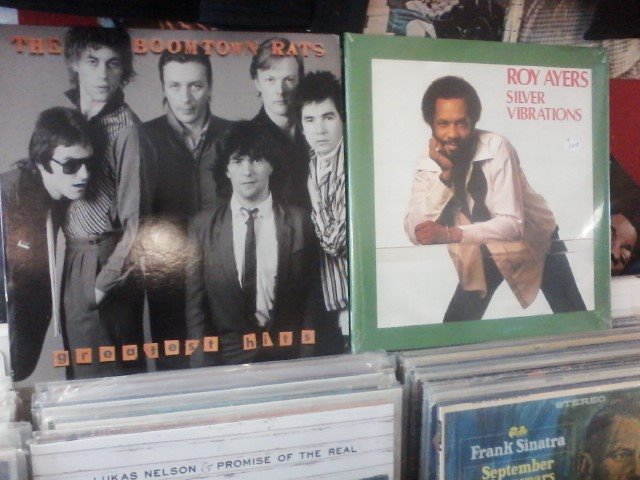 THE BOOMTOWN RATS
greatest hits
ROY AYERS
SILVER
VIBRATIONS
LUKAS NELSON & PROMISE OF THE REAL
STEREO
Frank Sinatra
September